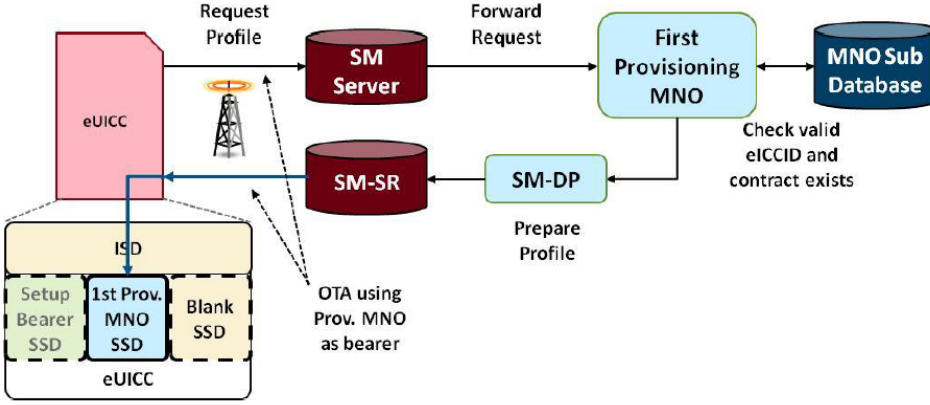 Request
Profile
Forward
Request
SM
Server
First
Provisioning
MNO
MNO Sub
Database
eUICC
Check valid
eICCID and
contract exists
SM-SR
SM-DP
Prepare
Profile
ISD
Setup
Bearer
SSD
1st Prov.
MNO
SSD
Blank
SSD
OTA using
Prov. MNO
as bearer
eUICC